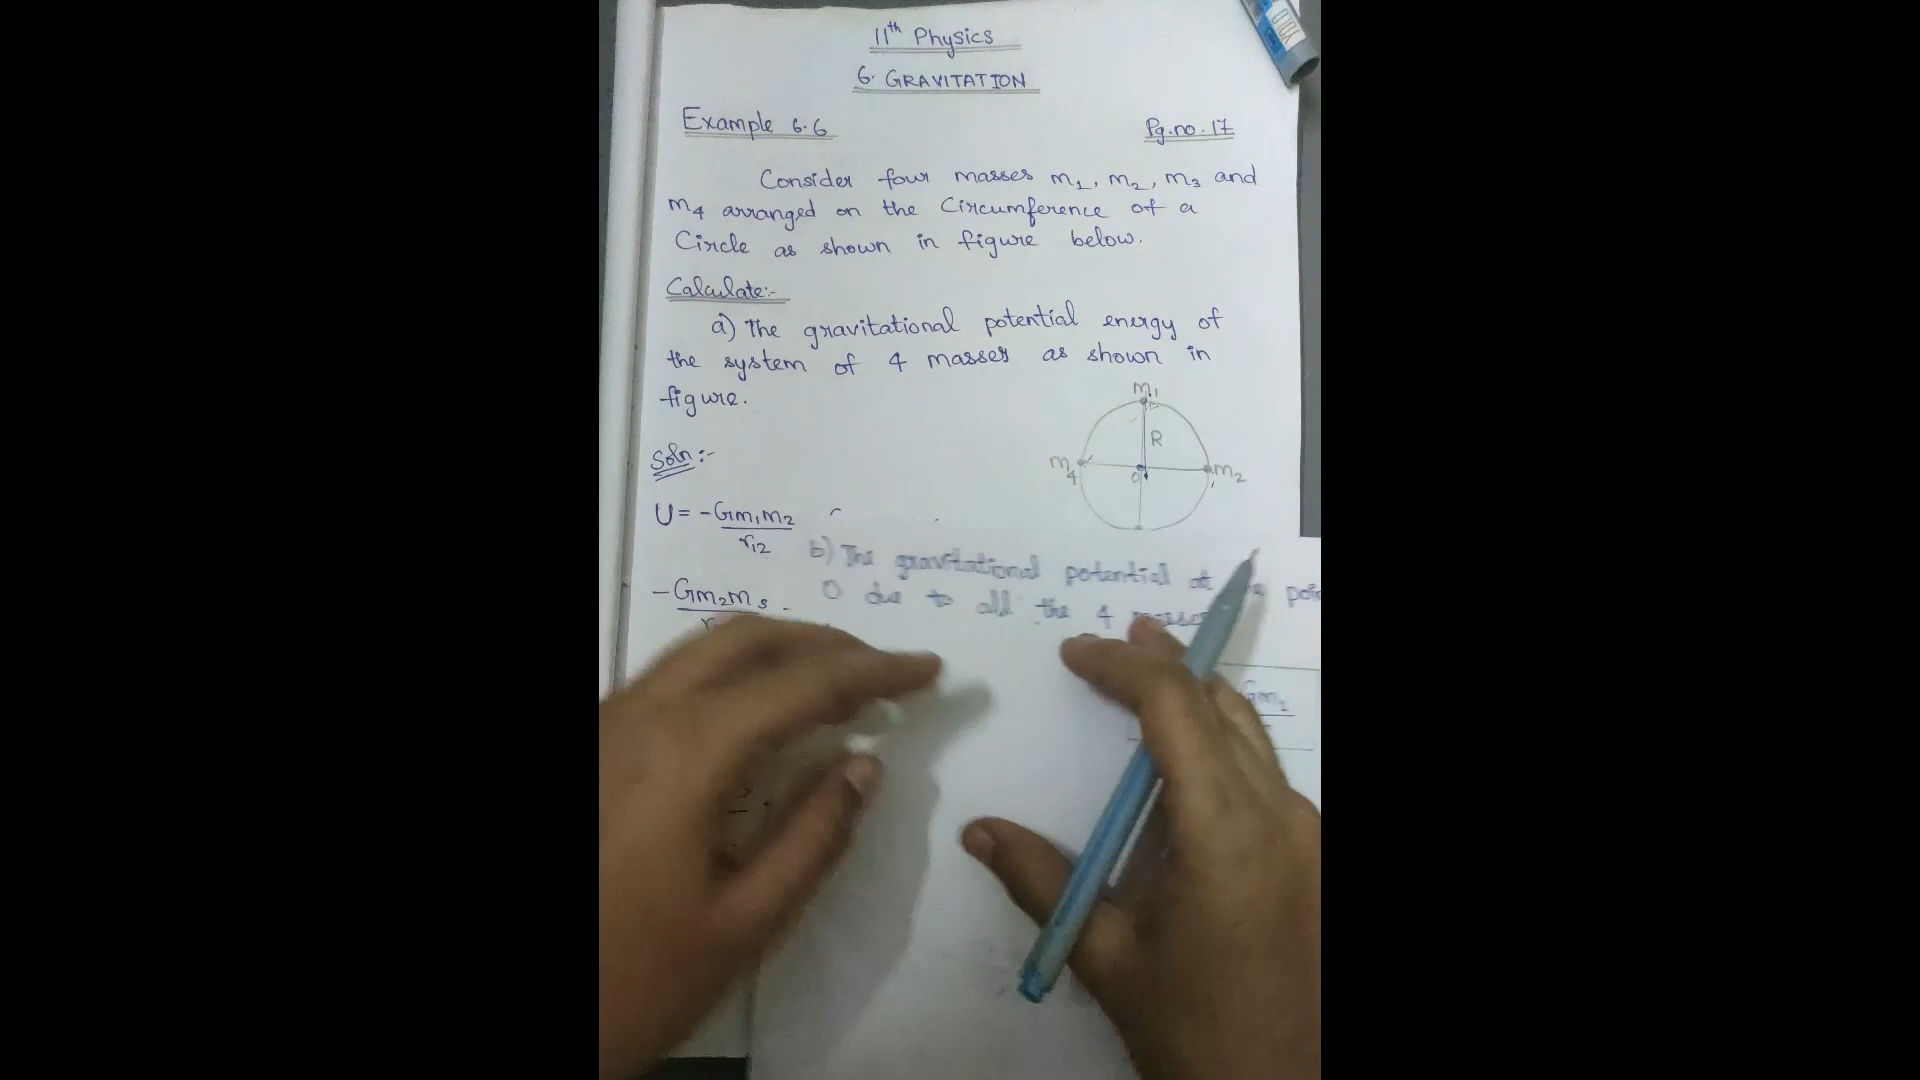 11th Physics
6. GRAVITATION
Example 6.6
Pg.no.17
Consider four masses m1, m2, m3 and
m4 arranged on the Circumference of a
Circle as shown in figure below.
Calculate:-
a) The gravitational potential energy of
the system of 4 masses as shown in
figure.
m1
R
m4
O
m2
Soln:-
U = -Gm1m2
r12
b) The gravitational potential at
-Gm2m3 -
O due to all the 4
r
Gm1